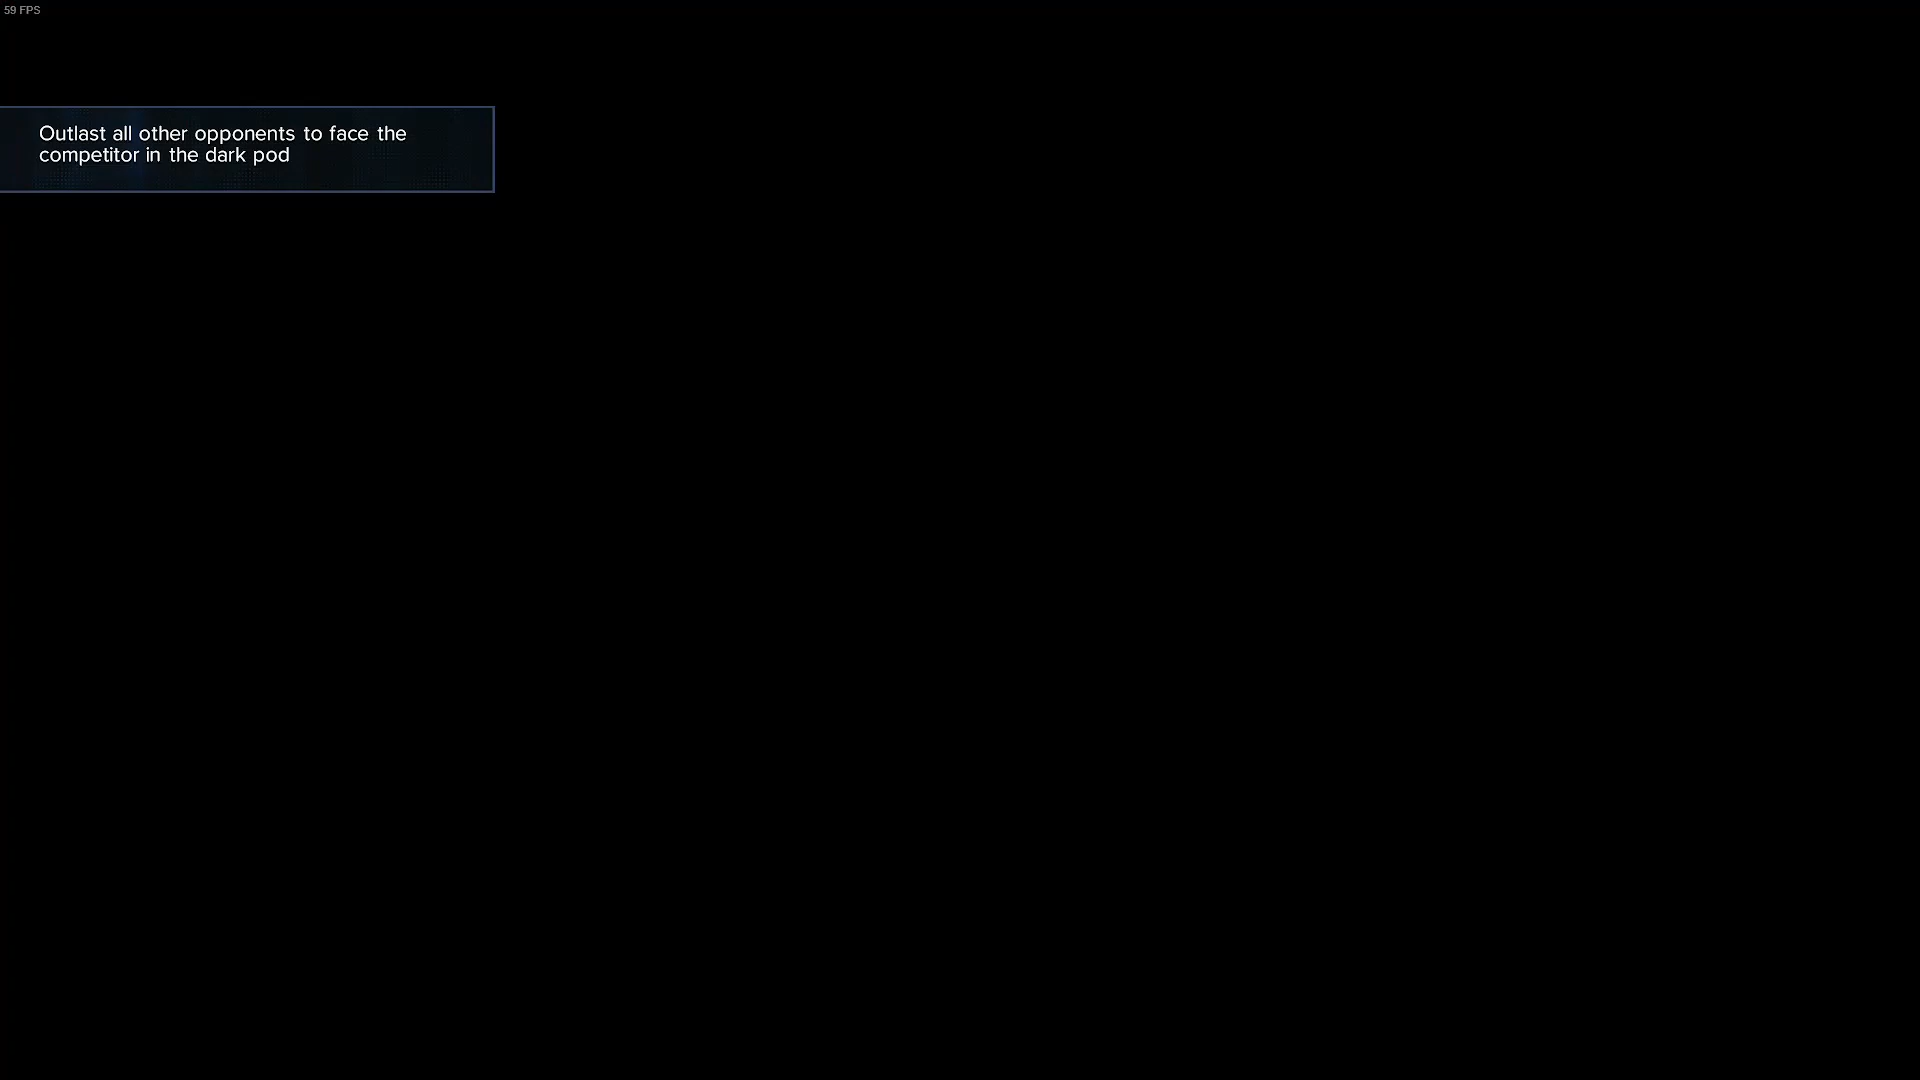 59 FPS
Outlast all other opponents to face the
competitor in the dark pod